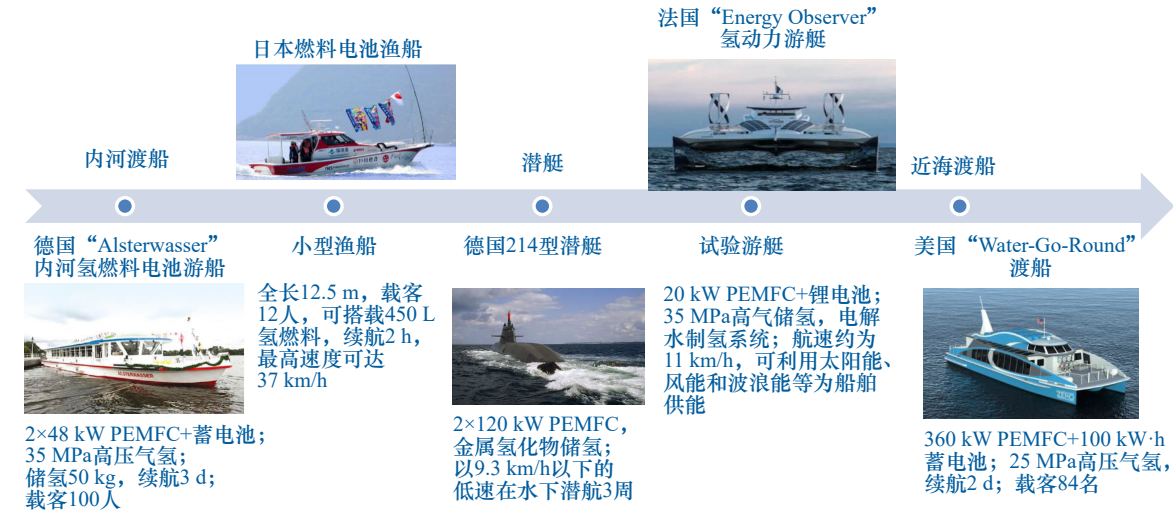 内河渡船
德国“Alsterwasser”
内河氢燃料电池游船
ALSTERWASSER
2×48 kW PEMFC+蓄电池；
35 MPa高压气氢；
储氢50 kg，续航3 d；
载客100人
日本燃料电池渔船
小型渔船
全长12.5 m，载客
12人，可搭载450 L
氢燃料，续航2 h，
最高速度可达
37 km/h
潜艇
德国214型潜艇
2×120 kW PEMFC，
金属氢化物储氢；
以9.3 km/h以下的
低速在水下潜航3周
法国“Energy Observer”
氢动力游艇
试验游艇
20 kW PEMFC+锂电池；
35 MPa高气储氢，电解
水制氢系统；航速约为
11 km/h，可利用太阳能、
风能和波浪能等为船舶
供能
近海渡船
美国“Water-Go-Round”
渡船
ZERO
360 kW PEMFC+100 kW·h
蓄电池；25 MPa高压气氢，
续航2 d；载客84名